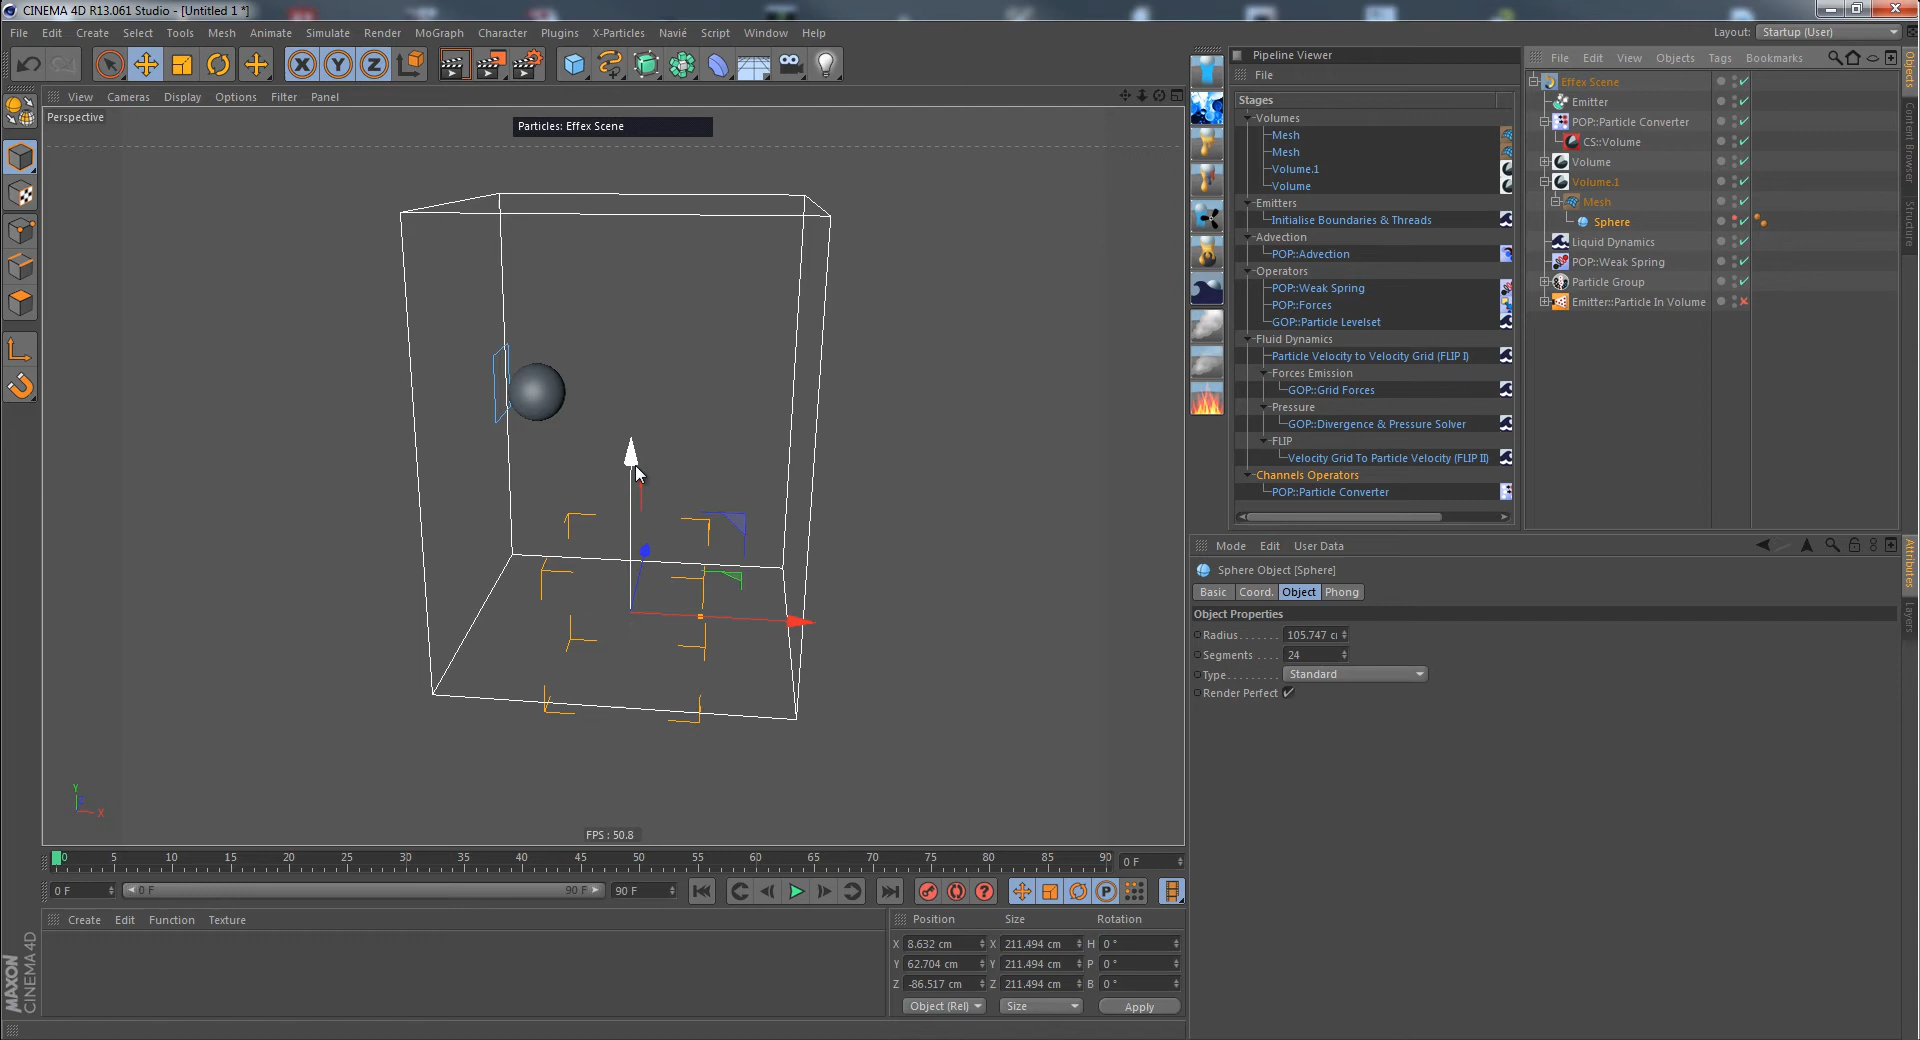 CINEMA 4D R13.061 Studio - [Untitled 1 *]
File Edit Create Select Tools Mesh Animate Simulate Render MoGraph Character Plugins X-Particles Navié Script Window Help
Layout: Startup (User)
View Cameras Display Options Filter Panel
Perspective
Particles: Effex Scene
FPS : 50.8
Pipeline Viewer
File
Stages
Volumes
Mesh
Mesh
Volume.1
Volume
Emitters
Initialise Boundaries & Threads
Advection
POP::Advection
Operators
POP::Weak Spring
POP::Forces
GOP::Particle Levelset
Fluid Dynamics
Particle Velocity to Velocity Grid (FLIP I)
Forces Emission
GOP::Grid Forces
Pressure
GOP::Divergence & Pressure Solver
FLIP
Velocity Grid To Particle Velocity (FLIP II)
Channels Operators
POP::Particle Converter
File Edit View Objects Tags Bookmarks
Effex Scene
Emitter
POP::Particle Converter
CS::Volume
Volume
Volume.1
Mesh
Sphere
Liquid Dynamics
POP::Weak Spring
Particle Group
Emitter::Particle In Volume
Objects
Content Browser
Structure
Mode Edit User Data
Sphere Object [Sphere]
Basic Coord. Object Phong
Object Properties
Radius . . . . . . . 105.747 c
Segments . . . . 24
Type . . . . . . . . . Standard
Render Perfect
Attributes
Layers
0 5 10 15 20 25 30 35 40 45 50 55 60 65 70 75 80 85 90 0 F
0 F 0 F 90 F 90 F
Create Edit Function Texture
Position Size Rotation
X 8.632 cm X 211.494 cm H 0 °
Y 62.704 cm Y 211.494 cm P 0 °
Z -86.517 cm Z 211.494 cm B 0 °
Object (Rel) Size Apply
MAXON
CINEMA 4D
X Y Z
Y
X
P
?